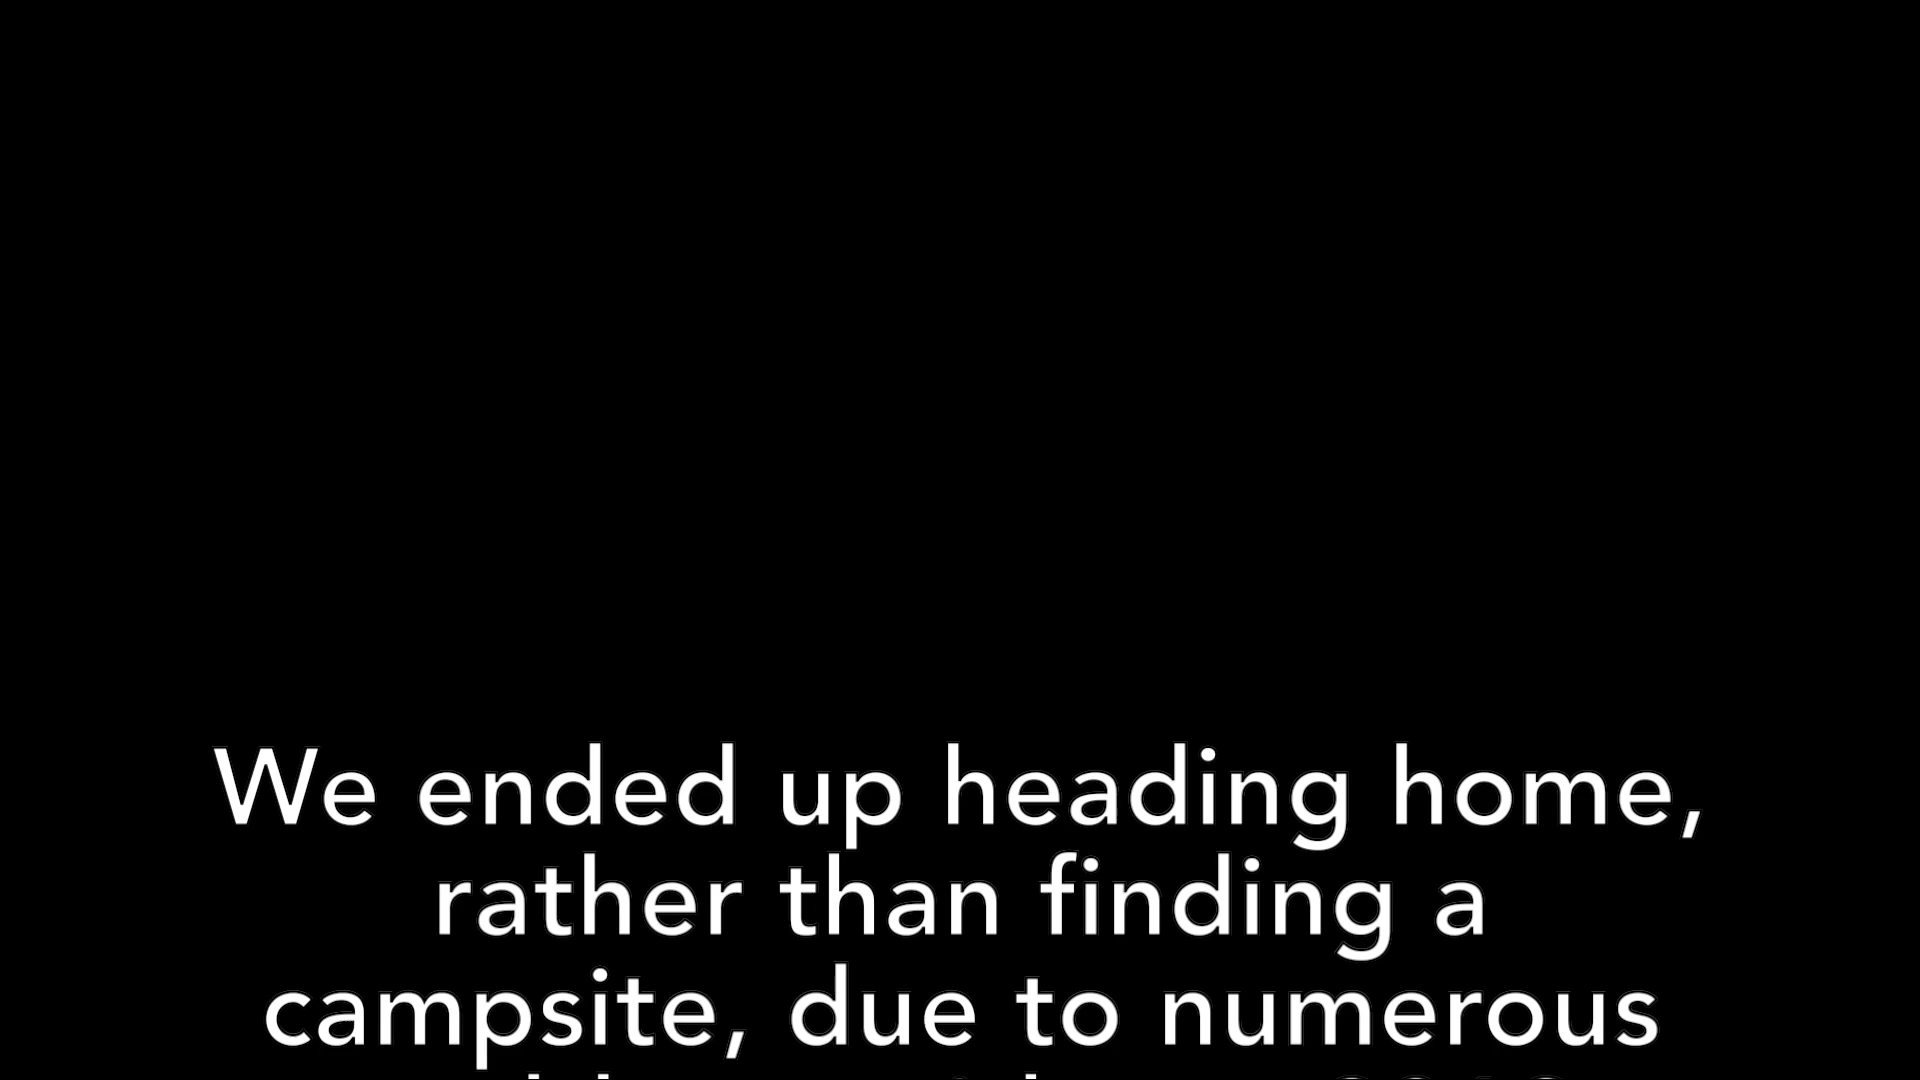 We ended up heading home,
rather than finding a
campsite, due to numerous